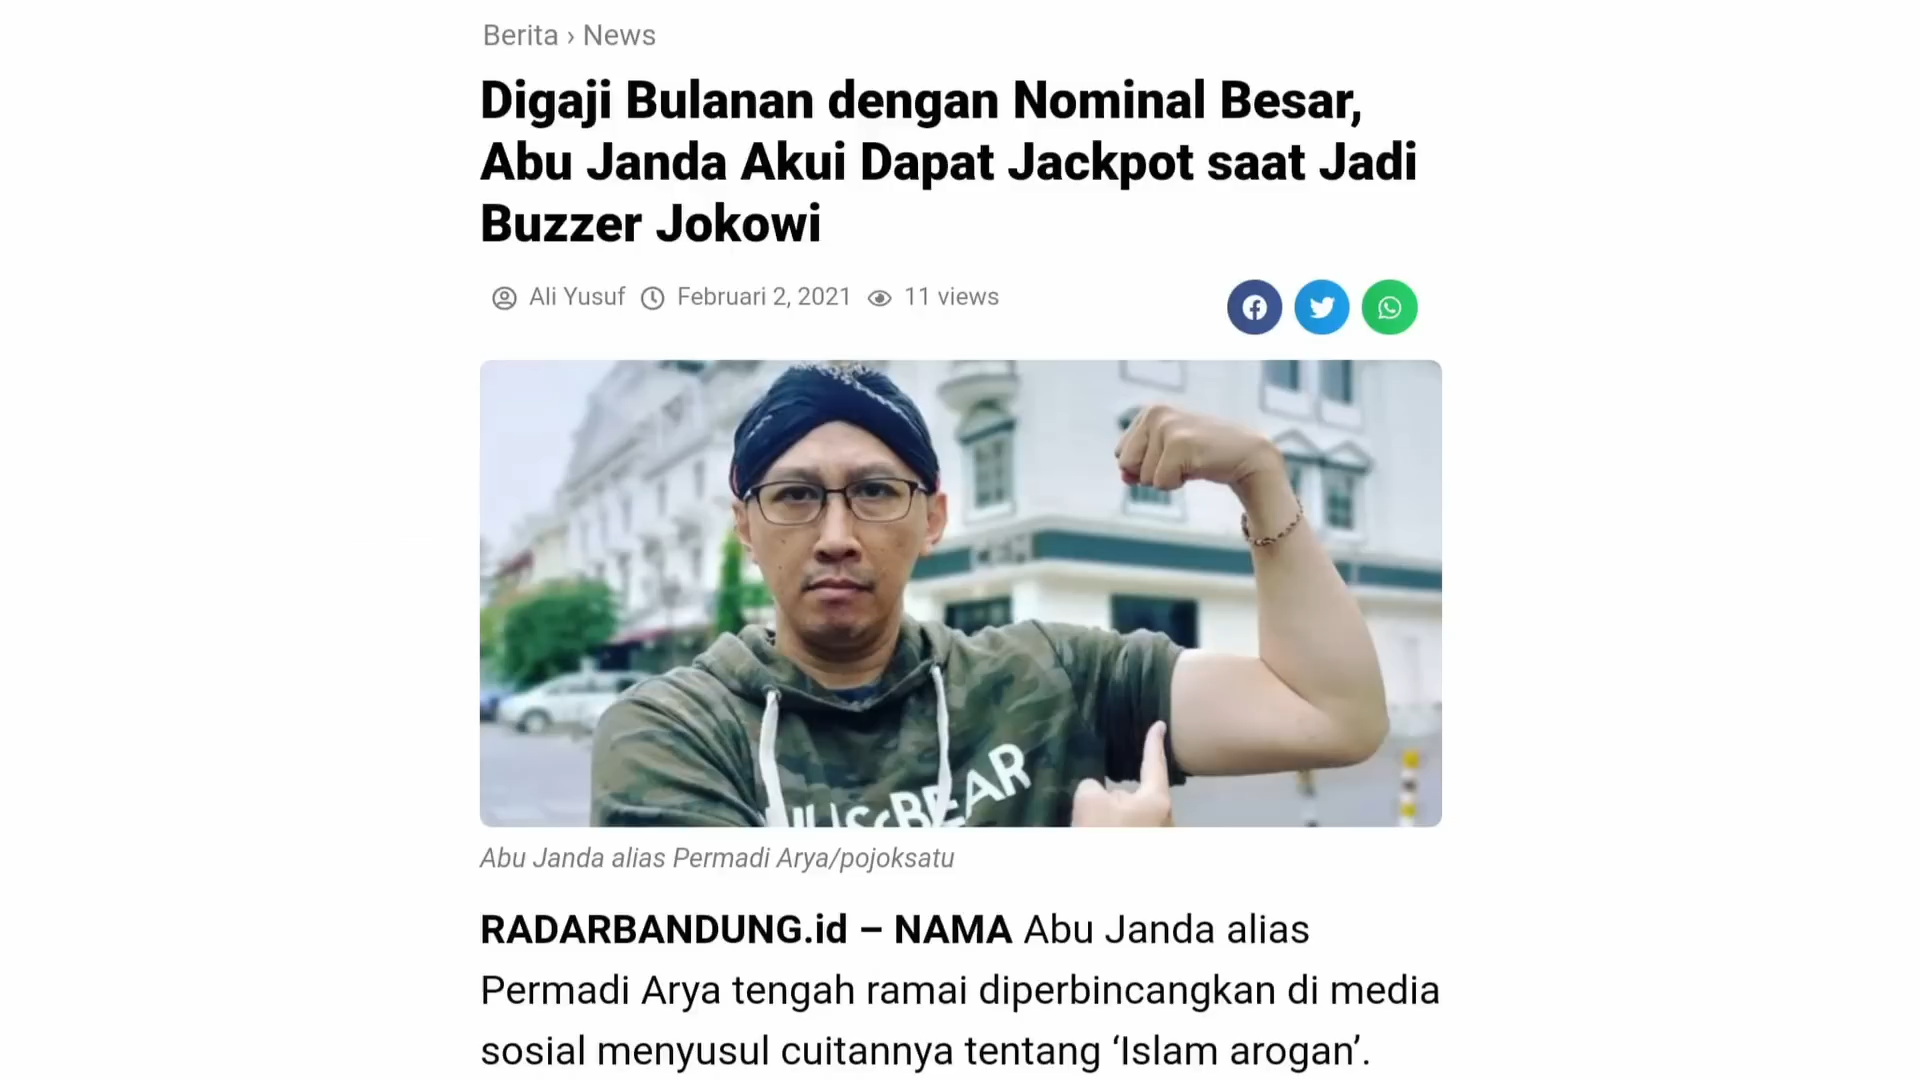 Berita › News
Digaji Bulanan dengan Nominal Besar,
Abu Janda Akui Dapat Jackpot saat Jadi
Buzzer Jokowi
Ali Yusuf Februari 2, 2021 11 views
BEAR
Abu Janda alias Permadi Arya/pojoksatu
RADARBANDUNG.id – NAMA Abu Janda alias
Permadi Arya tengah ramai diperbincangkan di media
sosial menyusul cuitannya tentang ‘Islam arogan’.